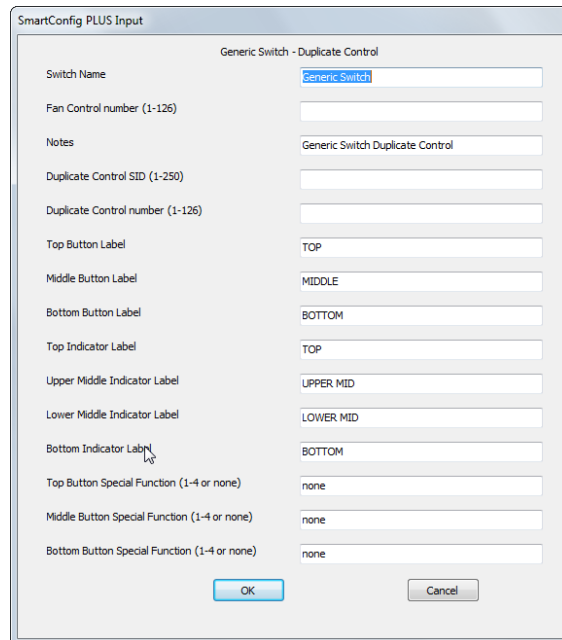 SmartConfig PLUS Input
Generic Switch - Duplicate Control
Switch Name Generic Switch
Fan Control number (1-126)
Notes Generic Switch Duplicate Control
Duplicate Control SID (1-250)
Duplicate Control number (1-126)
Top Button Label TOP
Middle Button Label MIDDLE
Bottom Button Label BOTTOM
Top Indicator Label TOP
Upper Middle Indicator Label UPPER MID
Lower Middle Indicator Label LOWER MID
Bottom Indicator Label BOTTOM
Top Button Special Function (1-4 or none) none
Middle Button Special Function (1-4 or none) none
Bottom Button Special Function (1-4 or none) none
OK Cancel